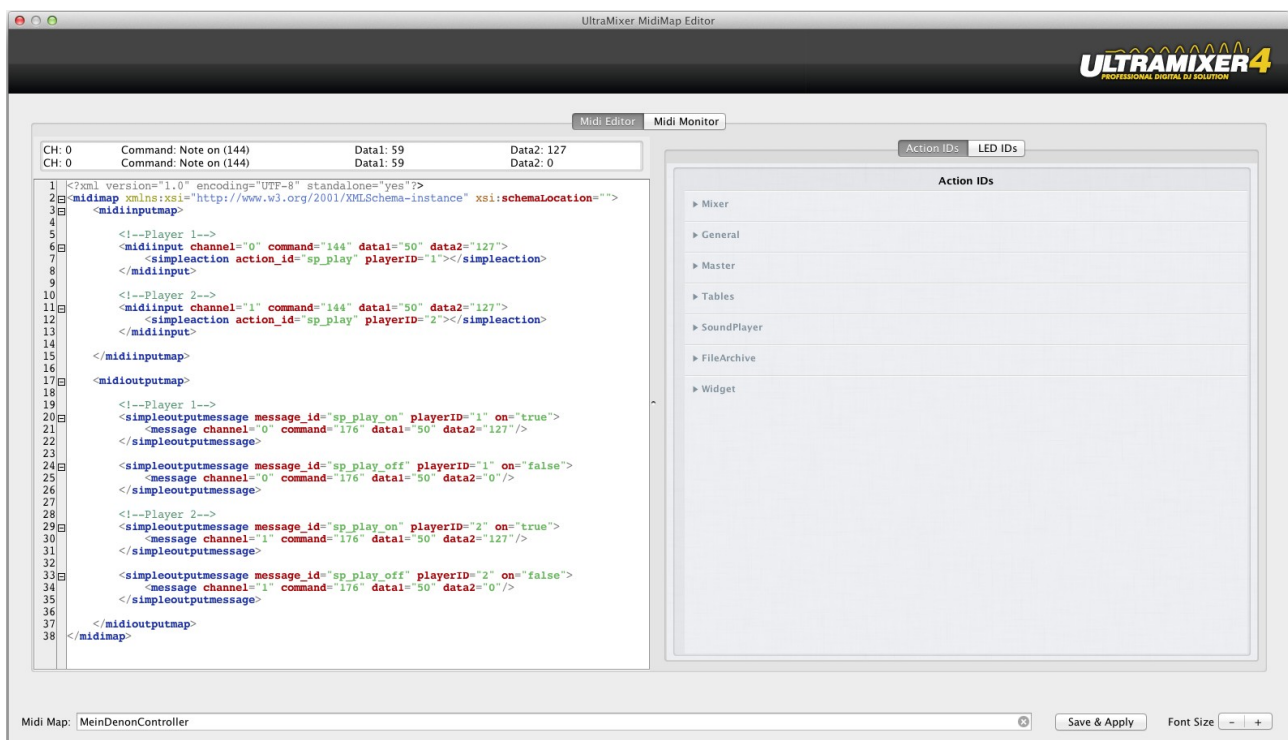 UltraMixer MidiMap Editor
ULTRAMIXER4
PROFESSIONAL DIGITAL DJ SOLUTION
Midi Editor Midi Monitor
CH: 0 Command: Note on (144) Data1: 59 Data2: 127
CH: 0 Command: Note on (144) Data1: 59 Data2: 0
1 <?xml version="1.0" encoding="UTF-8" standalone="yes"?>
2 <midimap xmlns:xsi="http://www.w3.org/2001/XMLSchema-instance" xsi:schemaLocation="">
3 <midiinputmap>
4
5 <!--Player 1-->
6 <midiinput channel="0" command="144" data1="50" data2="127">
7 <simpleaction action_id="sp_play" playerID="1"></simpleaction>
8 </midiinput>
9
10 <!--Player 2-->
11 <midiinput channel="1" command="144" data1="50" data2="127">
12 <simpleaction action_id="sp_play" playerID="2"></simpleaction>
13 </midiinput>
14
15 </midiinputmap>
16
17 <midioutputmap>
18
19 <!--Player 1-->
20 <simpleoutputmessage message_id="sp_play_on" playerID="1" on="true">
21 <message channel="0" command="176" data1="50" data2="127"/>
22 </simpleoutputmessage>
23
24 <simpleoutputmessage message_id="sp_play_off" playerID="1" on="false">
25 <message channel="0" command="176" data1="50" data2="0"/>
26 </simpleoutputmessage>
27
28 <!--Player 2-->
29 <simpleoutputmessage message_id="sp_play_on" playerID="2" on="true">
30 <message channel="1" command="176" data1="50" data2="127"/>
31 </simpleoutputmessage>
32
33 <simpleoutputmessage message_id="sp_play_off" playerID="2" on="false">
34 <message channel="1" command="176" data1="50" data2="0"/>
35 </simpleoutputmessage>
36
37 </midioutputmap>
38 </midimap>
Action IDs LED IDs
Action IDs
Mixer
General
Master
Tables
SoundPlayer
FileArchive
Widget
Midi Map: MeinDenonController Save & Apply Font Size - +